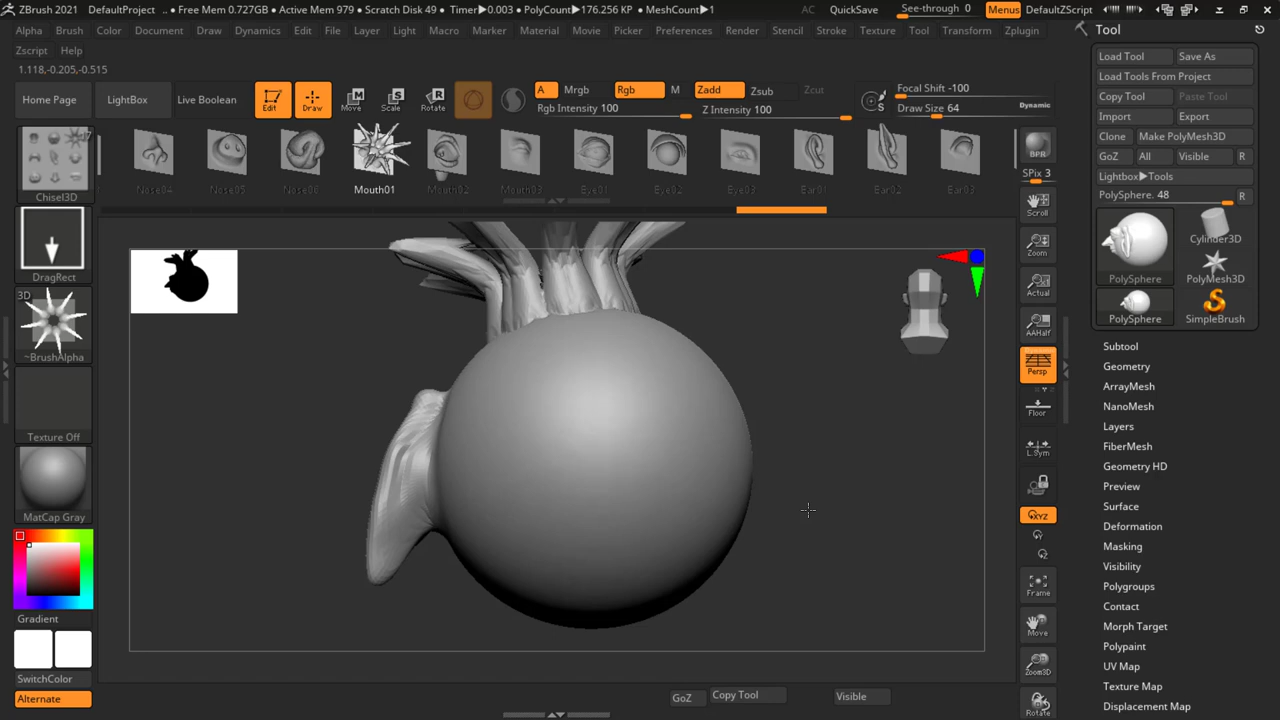 ZBrush 2021 DefaultProject .. • Free Mem 0.727GB • Active Mem 979 • Scratch Disk 49 • Timer▶0.003 • PolyCount▶176.256 KP • MeshCount▶1 AC QuickSave See-through 0 Menus DefaultZScript
Alpha Brush Color Document Draw Dynamics Edit File Layer Light Macro Marker Material Movie Picker Preferences Render Stencil Stroke Texture Tool Transform Zplugin
Zscript Help
1.118,-0.205,-0.515
Home Page LightBox Live Boolean Edit Draw Move Scale Rotate A Mrgb Rgb M Zadd Zsub Zcut Focal Shift -100
Rgb Intensity 100 Z Intensity 100 S Draw Size 64 Dynamic
17
Chisel3D Nose04 Nose05 Nose06 Mouth01 Mouth02 Mouth03 Eye01 Eye02 Eye03 Ear01 Ear02 Ear03
DragRect
3D
~BrushAlpha
Texture Off
MatCap Gray
Gradient
SwitchColor
Alternate
BPR
SPix 3
Scroll
Zoom
Actual
AAHalf
Dynamic
Persp
Floor
L.Sym
XYZ
Y
Z
Frame
Move
Zoom3D
Rotate
GoZ Copy Tool Visible
Tool
Load Tool Save As
Load Tools From Project
Copy Tool Paste Tool
Import Export
Clone Make PolyMesh3D
GoZ All Visible R
Lightbox▶Tools
PolySphere. 48 R
PolySphere Cylinder3D
PolyMesh3D
PolySphere SimpleBrush
Subtool
Geometry
ArrayMesh
NanoMesh
Layers
FiberMesh
Geometry HD
Preview
Surface
Deformation
Masking
Visibility
Polygroups
Contact
Morph Target
Polypaint
UV Map
Texture Map
Displacement Map